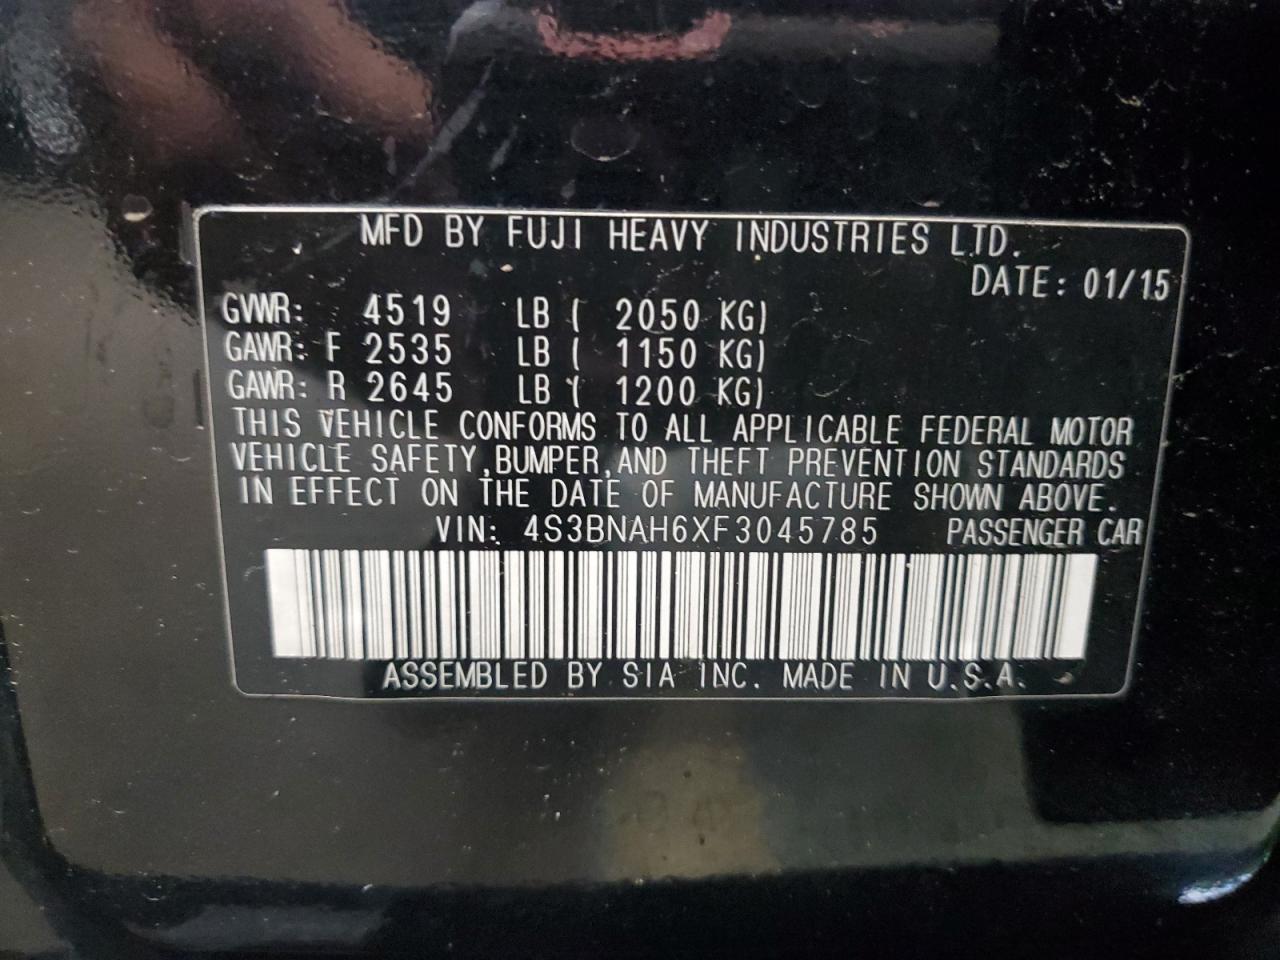 MFD BY FUJI HEAVY INDUSTRIES LTD.
DATE: 01/15
GVWR: 4519 LB ( 2050 KG)
GAWR: F 2535 LB ( 1150 KG)
GAWR: R 2645 LB ( 1200 KG)
THIS VEHICLE CONFORMS TO ALL APPLICABLE FEDERAL MOTOR
VEHICLE SAFETY,BUMPER,AND THEFT PREVENTION STANDARDS
IN EFFECT ON THE DATE OF MANUFACTURE SHOWN ABOVE.
VIN: 4S3BNAH6XF3045785 PASSENGER CAR
ASSEMBLED BY SIA INC. MADE IN U.S.A.